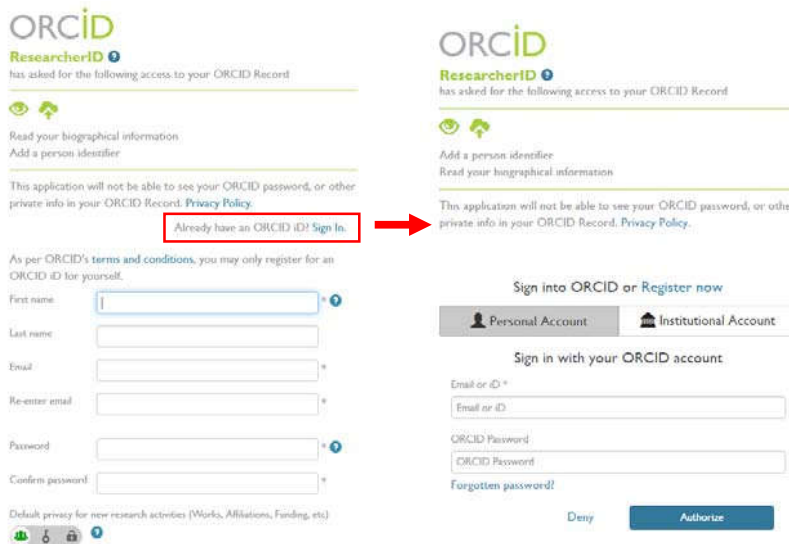 ORCID
ResearcherID
has asked for the following access to your ORCID Record
Read your biographical information
Add a person identifier
This application will not be able to see your ORCID password, or other
private info in your ORCID Record. Privacy Policy.
Already have an ORCID iD? Sign In.
As per ORCID's terms and conditions, you may only register for an
ORCID iD for yourself.
First name *
Last name
Email *
Re-enter email *
Password *
Confirm password *
Default privacy for new research activities (Works, Affiliations, Funding, etc)
ORCID
ResearcherID
has asked for the following access to your ORCID Record
Add a person identifier
Read your biographical information
This application will not be able to see your ORCID password, or othe
private info in your ORCID Record. Privacy Policy.
Sign into ORCID or Register now
Personal Account Institutional Account
Sign in with your ORCID account
Email or iD *
Email or iD
ORCID Password
ORCID Password
Forgotten password?
Deny Authorize